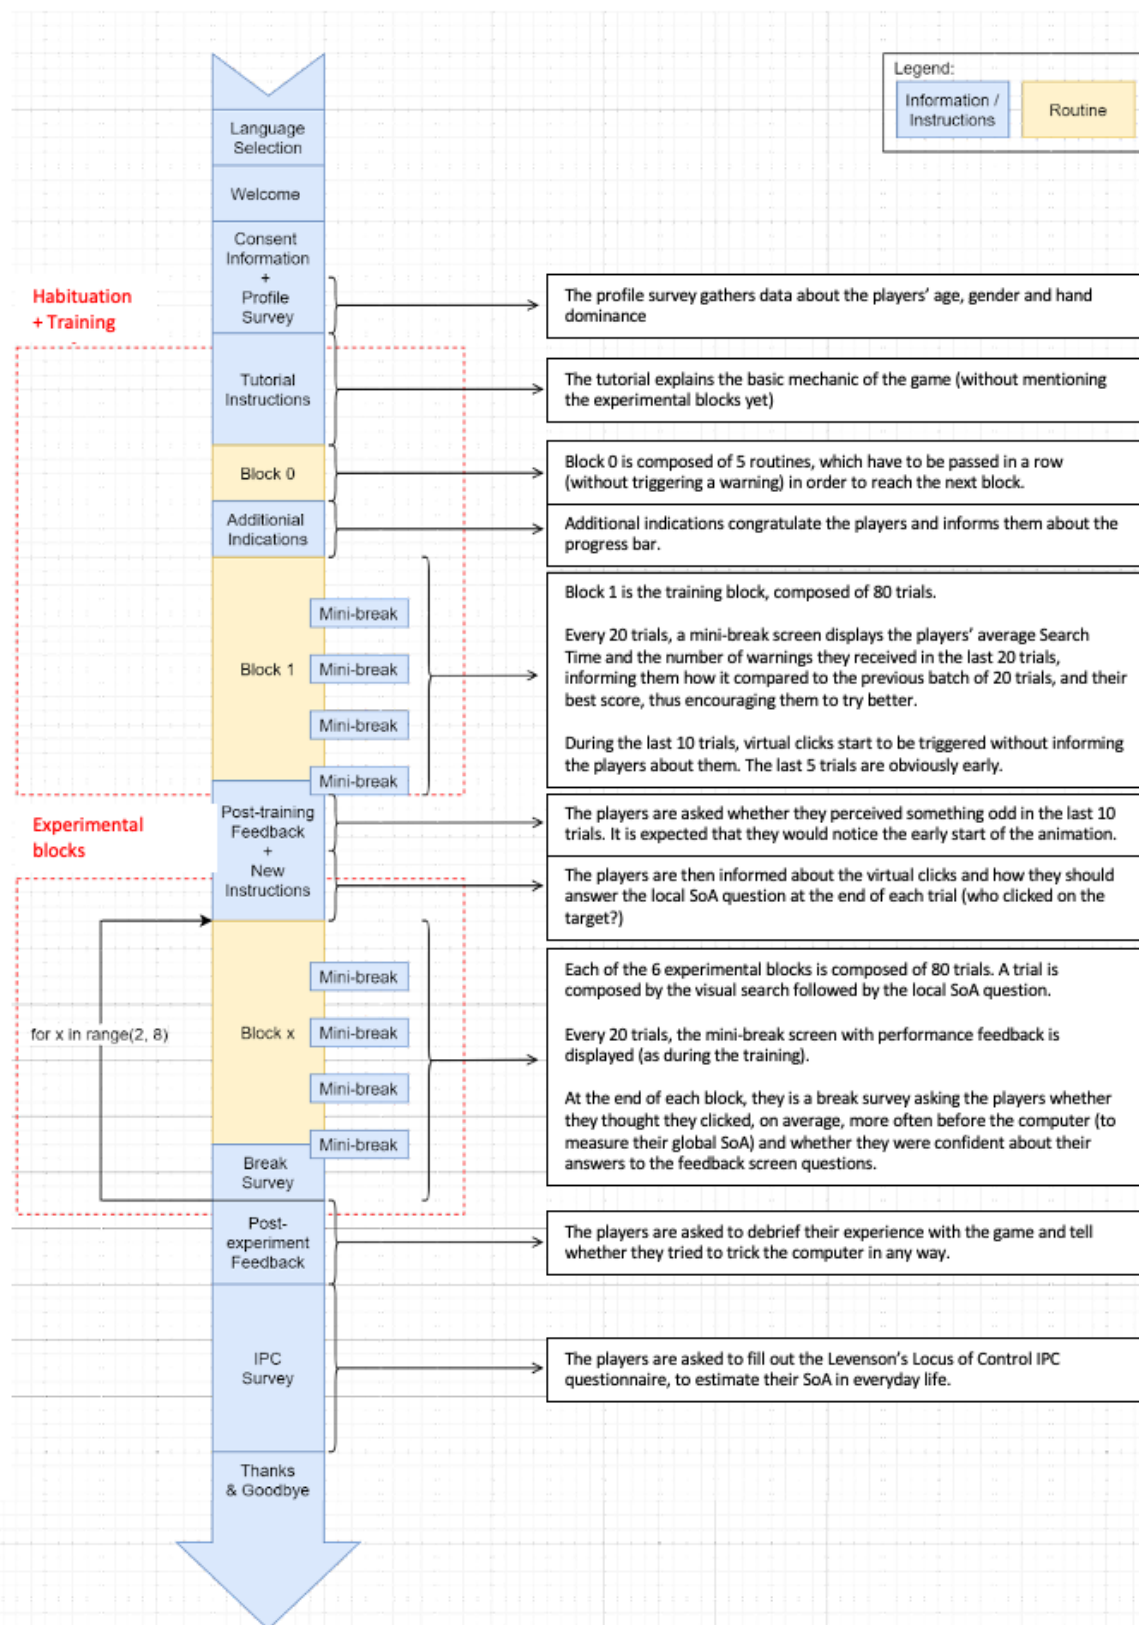 Legend:
Information /
Instructions
Routine
Language
Selection
Welcome
Consent
Information
+
Profile
Survey
Habituation
+ Training
The profile survey gathers data about the players' age, gender and hand
dominance
Tutorial
Instructions
The tutorial explains the basic mechanic of the game (without mentioning
the experimental blocks yet)
Block 0
Block 0 is composed of 5 routines, which have to be passed in a row
(without triggering a warning) in order to reach the next block.
Additionial
Indications
Additional indications congratulate the players and informs them about the
progress bar.
Block 1
Mini-break
Mini-break
Mini-break
Mini-break
Block 1 is the training block, composed of 80 trials.
Every 20 trials, a mini-break screen displays the players' average Search
Time and the number of warnings they received in the last 20 trials,
informing them how it compared to the previous batch of 20 trials, and their
best score, thus encouraging them to try better.
During the last 10 trials, virtual clicks start to be triggered without informing
the players about them. The last 5 trials are obviously early.
Experimental
blocks
Post-training
Feedback
+
New
Instructions
The players are asked whether they perceived something odd in the last 10
trials. It is expected that they would notice the early start of the animation.
The players are then informed about the virtual clicks and how they should
answer the local SoA question at the end of each trial (who clicked on the
target?)
for x in range(2, 8)
Block x
Mini-break
Mini-break
Mini-break
Mini-break
Each of the 6 experimental blocks is composed of 80 trials. A trial is
composed by the visual search followed by the local SoA question.
Every 20 trials, the mini-break screen with performance feedback is
displayed (as during the training).
At the end of each block, they is a break survey asking the players whether
they thought they clicked, on average, more often before the computer (to
measure their global SoA) and whether they were confident about their
answers to the feedback screen questions.
Break
Survey
Post-
experiment
Feedback
The players are asked to debrief their experience with the game and tell
whether they tried to trick the computer in any way.
IPC
Survey
The players are asked to fill out the Levenson's Locus of Control IPC
questionnaire, to estimate their SoA in everyday life.
Thanks
& Goodbye